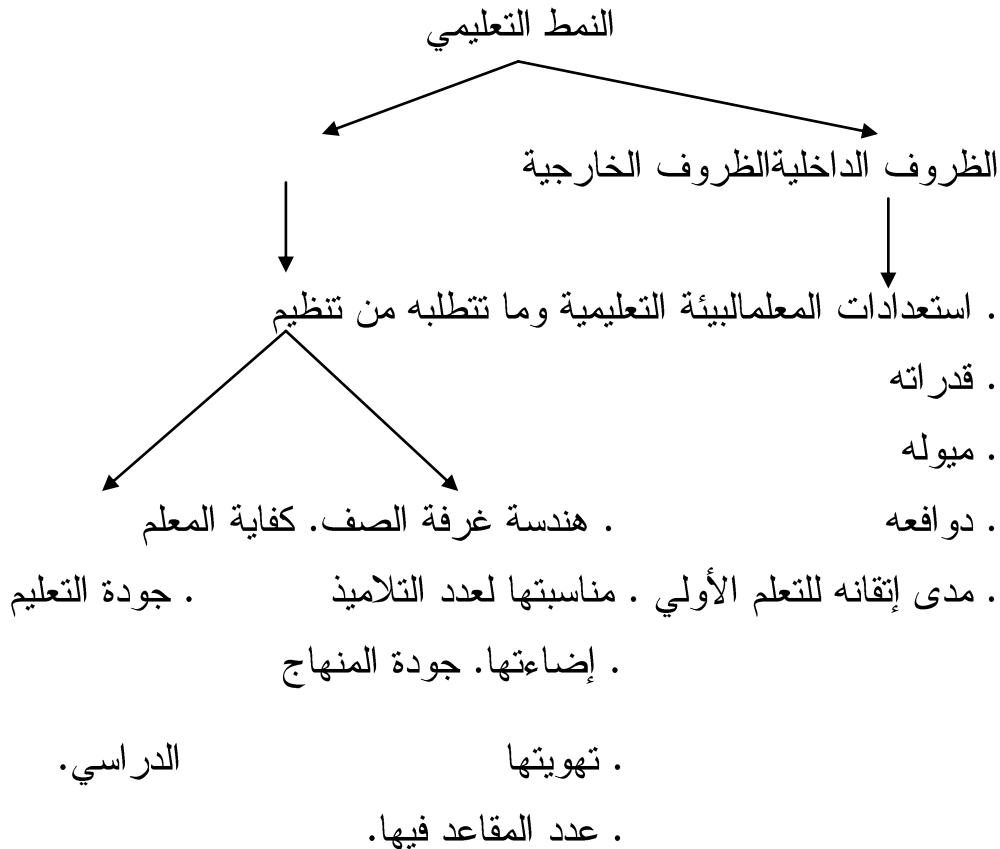 النمط التعليمي
الظروف الداخليةالظروف الخارجية
. استعدادات المعلمالبيئة التعليمية وما تتطلبه من تنظيم
. قدراته
. ميوله
. دوافعه . هندسة غرفة الصف. كفاية المعلم
. مدى إتقانه للتعلم الأولي . مناسبتها لعدد التلاميذ . جودة التعليم
. إضاءتها. جودة المنهاج
. تهويتها الدراسي.
. عدد المقاعد فيها.